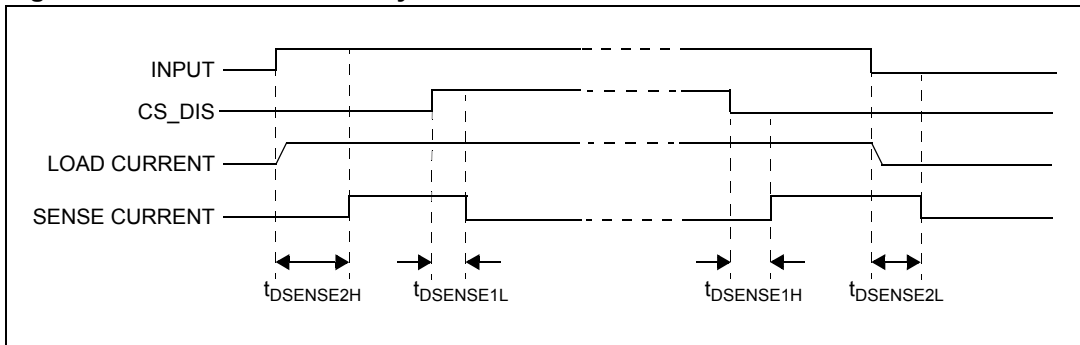 INPUT
CS_DIS
LOAD CURRENT
SENSE CURRENT
tDSENSE2H tDSENSE1L tDSENSE1H tDSENSE2L